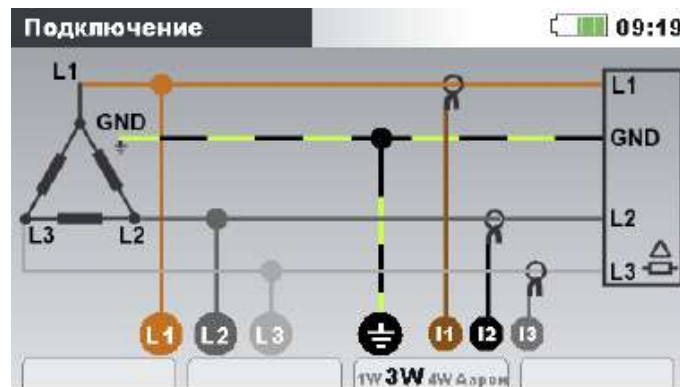 Подключение 09:19
L1 L1
GND GND
L3 L2 L2
L3
L1 L2 L3 I1 I2 I3
1W 3W 4W Аарон